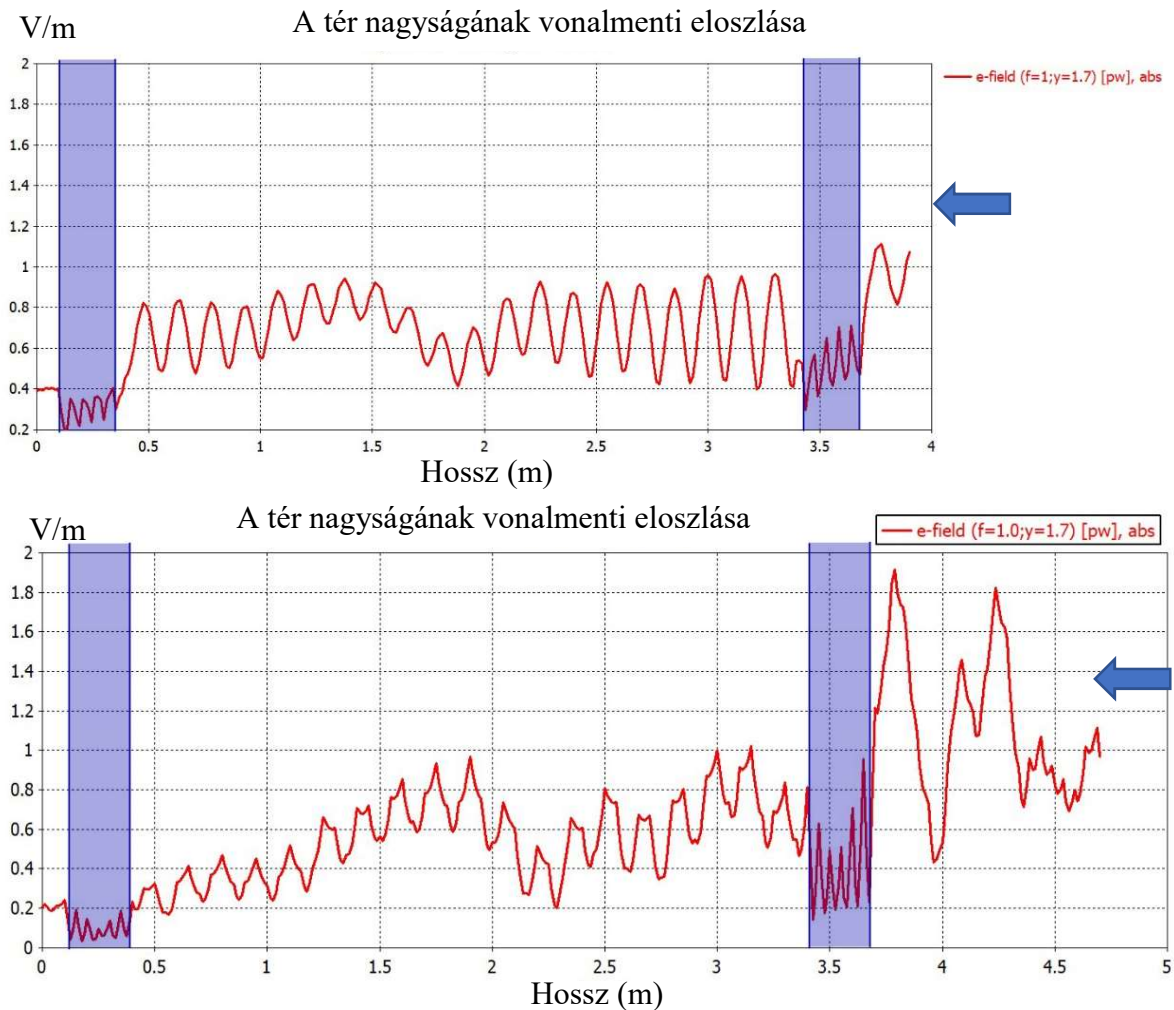 V/m
A tér nagyságának vonalmenti eloszlása
e-field (f=1;y=1.7) [pw], abs
2
1.8
1.6
1.4
1.2
1
0.8
0.6
0.4
0.2
0 0.5 1 1.5 2 2.5 3 3.5 4
Hossz (m)
V/m
A tér nagyságának vonalmenti eloszlása
e-field (f=1.0;y=1.7) [pw], abs
2
1.8
1.6
1.4
1.2
1
0.8
0.6
0.4
0.2
0
0 0.5 1 1.5 2 2.5 3 3.5 4 4.5 5
Hossz (m)